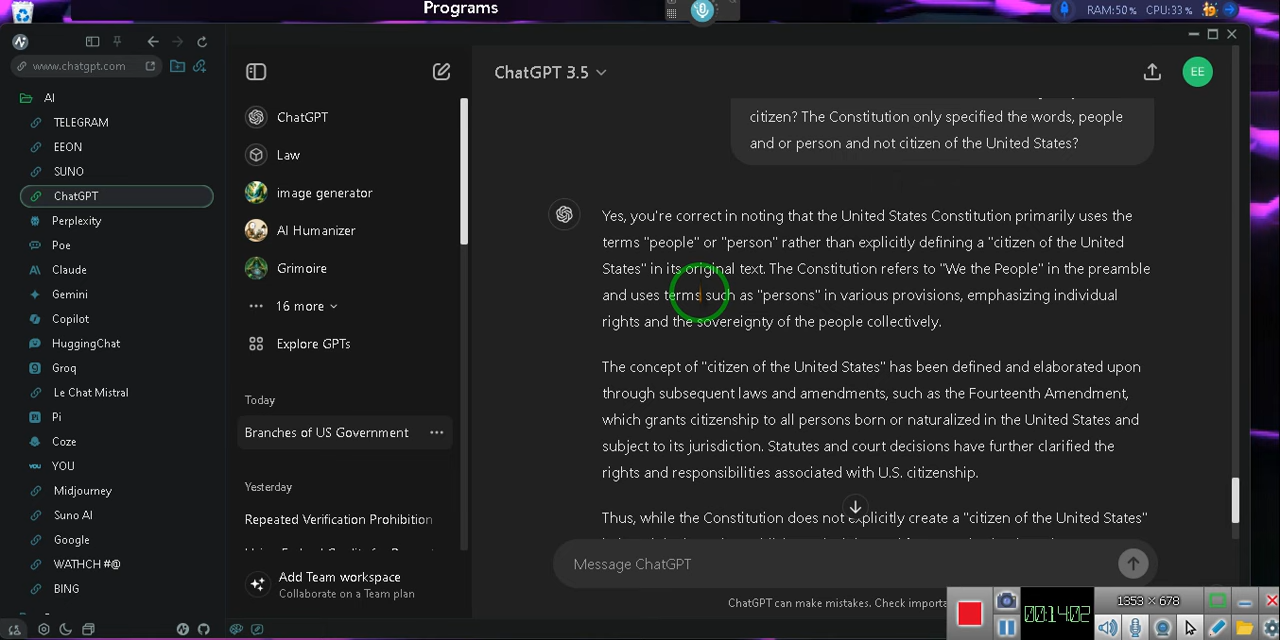 Programs
RAM:50% CPU:33%
www.chatgpt.com
AI
TELEGRAM
EEON
SUNO
ChatGPT
Perplexity
Poe
Claude
Gemini
Copilot
HuggingChat
Groq
Le Chat Mistral
Pi
Coze
YOU
Midjourney
Suno AI
Google
WATHCH #@
BING
ChatGPT
Law
image generator
AI Humanizer
Grimoire
16 more
Explore GPTs
Today
Branches of US Government
Yesterday
Repeated Verification Prohibition
Add Team workspace
Collaborate on a Team plan
ChatGPT 3.5
EE
citizen? The Constitution only specified the words, people
and or person and not citizen of the United States?
Yes, you're correct in noting that the United States Constitution primarily uses the
terms "people" or "person" rather than explicitly defining a "citizen of the United
States" in its original text. The Constitution refers to "We the People" in the preamble
and uses terms such as "persons" in various provisions, emphasizing individual
rights and the sovereignty of the people collectively.
The concept of "citizen of the United States" has been defined and elaborated upon
through subsequent laws and amendments, such as the Fourteenth Amendment,
which grants citizenship to all persons born or naturalized in the United States and
subject to its jurisdiction. Statutes and court decisions have further clarified the
rights and responsibilities associated with U.S. citizenship.
Thus, while the Constitution does not explicitly create a "citizen of the United States"
Message ChatGPT
ChatGPT can make mistakes. Check importa
1353 × 678
00:14:02